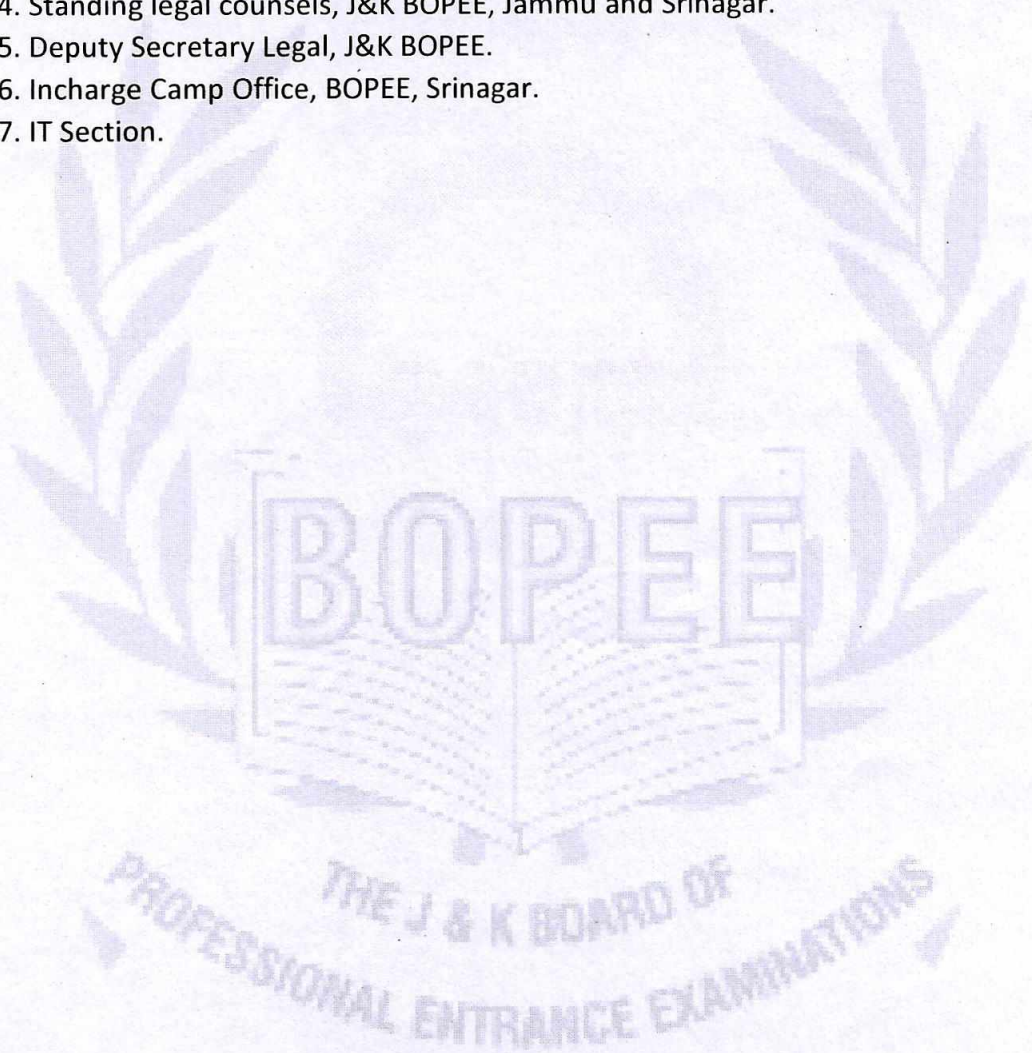 4. Standing legal counsels, J&K BOPEE, Jammu and Srinagar.
5. Deputy Secretary Legal, J&K BOPEE.
6. Incharge Camp Office, BOPEE, Srinagar.
7. IT Section.
BOPEE
THE J & K BOARD OF
PROFESSIONAL ENTRANCE EXAMINATIONS